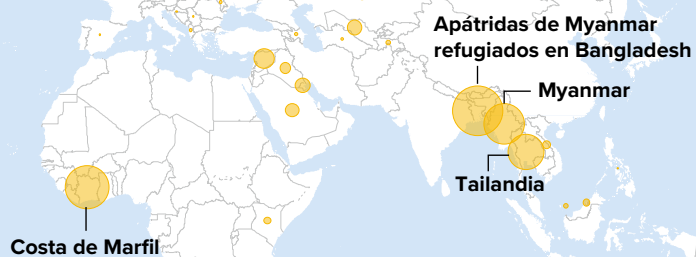 Apátridas de Myanmar
refugiados en Bangladesh
Myanmar
Tailandia
Costa de Marfil